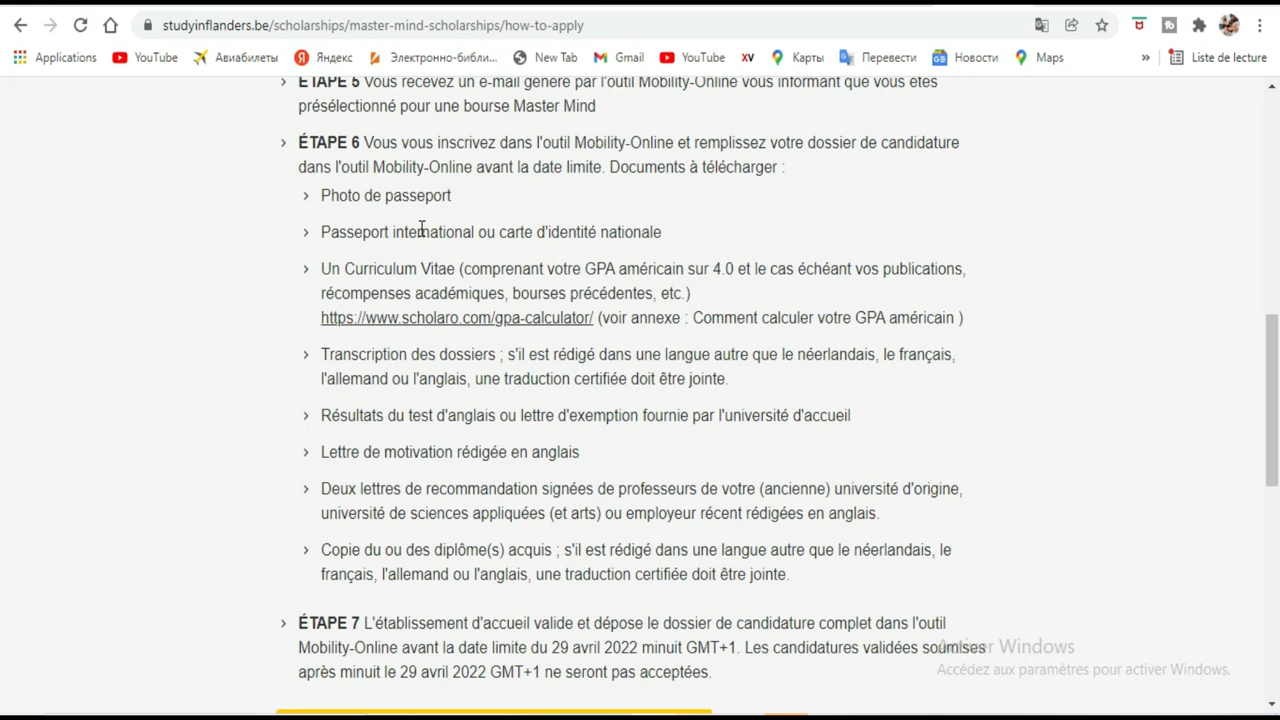 studyinflanders.be/scholarships/master-mind-scholarships/how-to-apply
Applications YouTube Авиабилеты Яндекс Электронно-библи... New Tab Gmail YouTube XV Карты Перевести Новости Maps » Liste de lecture
ÉTAPE 5 Vous recevez un e-mail généré par l'outil Mobility-Online vous informant que vous êtes
présélectionné pour une bourse Master Mind
ÉTAPE 6 Vous vous inscrivez dans l'outil Mobility-Online et remplissez votre dossier de candidature
dans l'outil Mobility-Online avant la date limite. Documents à télécharger :
Photo de passeport
Passeport international ou carte d'identité nationale
Un Curriculum Vitae (comprenant votre GPA américain sur 4.0 et le cas échéant vos publications,
récompenses académiques, bourses précédentes, etc.)
https://www.scholaro.com/gpa-calculator/ (voir annexe : Comment calculer votre GPA américain )
Transcription des dossiers ; s'il est rédigé dans une langue autre que le néerlandais, le français,
l'allemand ou l'anglais, une traduction certifiée doit être jointe.
Résultats du test d'anglais ou lettre d'exemption fournie par l'université d'accueil
Lettre de motivation rédigée en anglais
Deux lettres de recommandation signées de professeurs de votre (ancienne) université d'origine,
université de sciences appliquées (et arts) ou employeur récent rédigées en anglais.
Copie du ou des diplôme(s) acquis ; s'il est rédigé dans une langue autre que le néerlandais, le
français, l'allemand ou l'anglais, une traduction certifiée doit être jointe.
ÉTAPE 7 L'établissement d'accueil valide et dépose le dossier de candidature complet dans l'outil
Mobility-Online avant la date limite du 29 avril 2022 minuit GMT+1. Les candidatures validées soumises
après minuit le 29 avril 2022 GMT+1 ne seront pas acceptées.
Activer Windows
Accédez aux paramètres pour activer Windows.